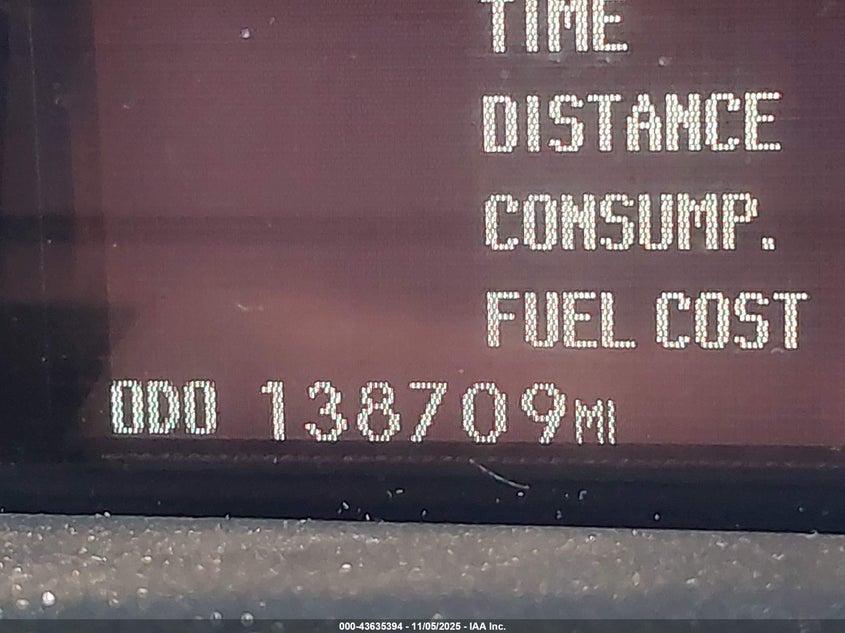 TIME
DISTANCE
CONSUMP.
FUEL COST
ODO 138709MI
000-43635394 - 11/05/2025 - IAA Inc.